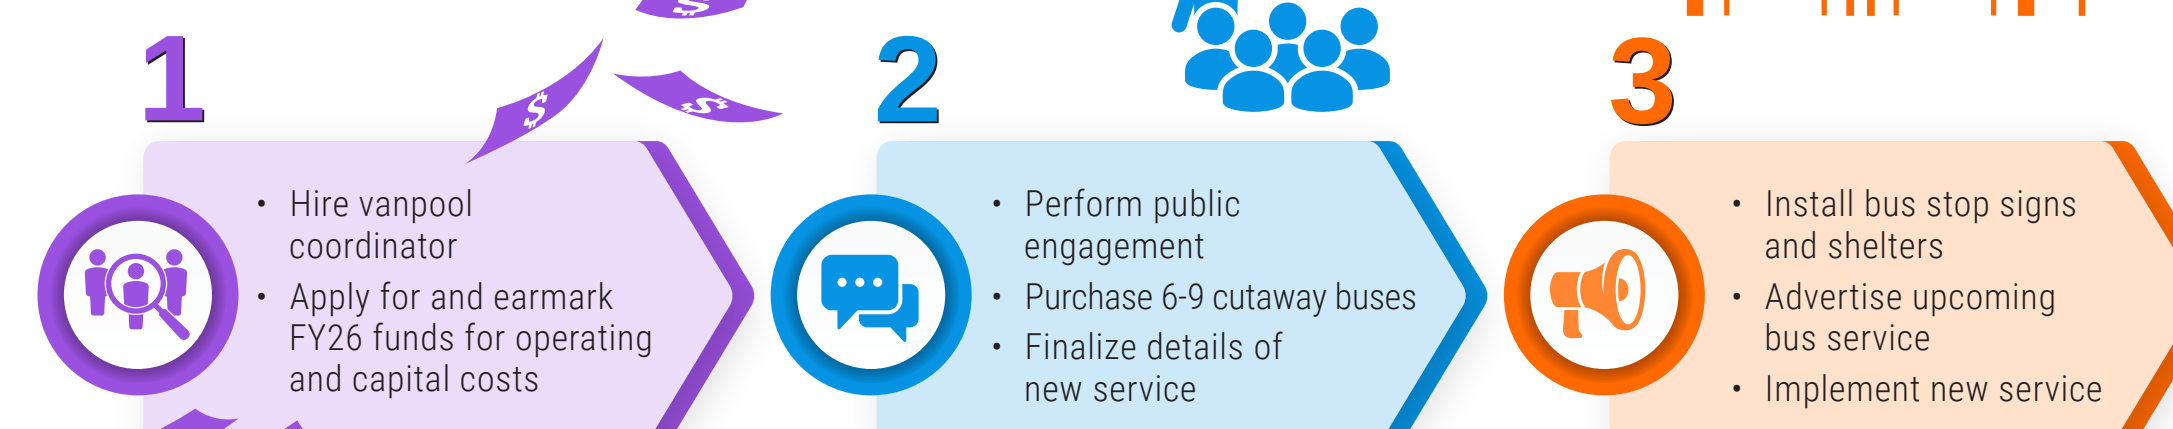 1
• Hire vanpool
coordinator
• Apply for and earmark
FY26 funds for operating
and capital costs
2
• Perform public
engagement
• Purchase 6-9 cutaway buses
• Finalize details of
new service
3
• Install bus stop signs
and shelters
• Advertise upcoming
bus service
• Implement new service
$
$
$